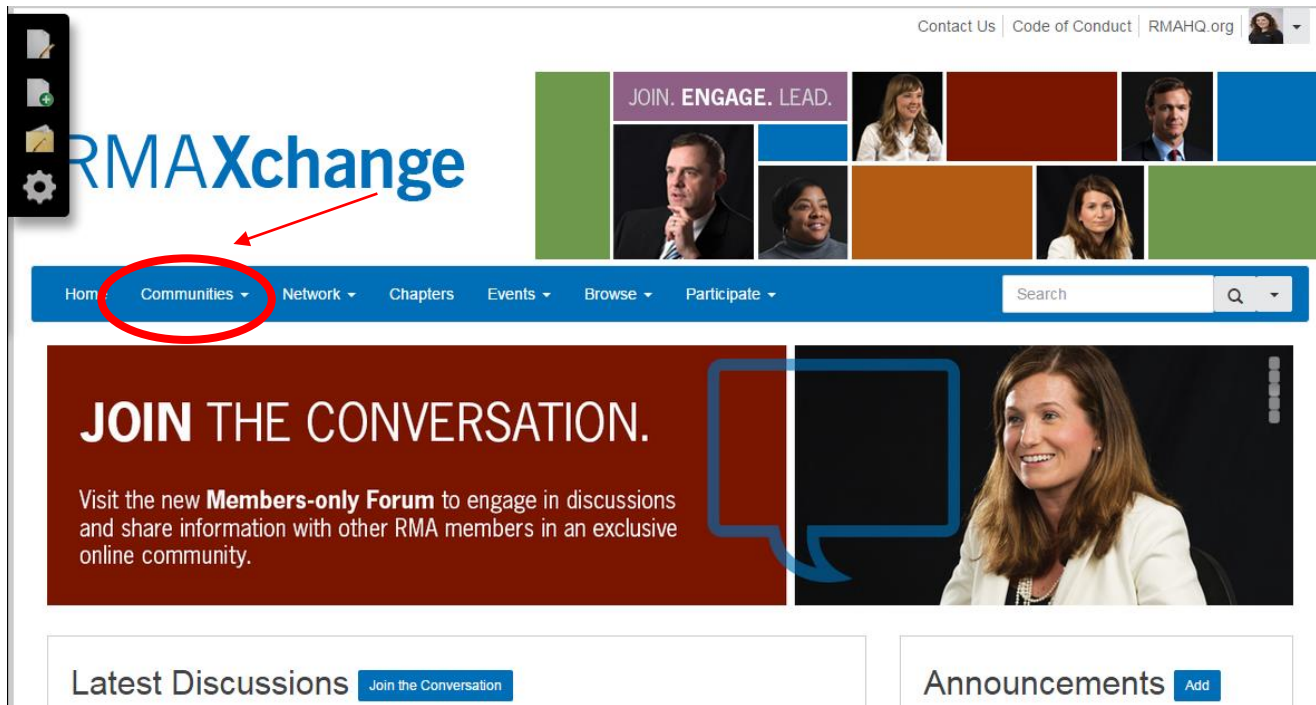 Contact Us Code of Conduct RMAHQ.org
JOIN. ENGAGE. LEAD.
RMAXchange
Home Communities Network Chapters Events Browse Participate Search
JOIN THE CONVERSATION.
Visit the new Members-only Forum to engage in discussions
and share information with other RMA members in an exclusive
online community.
Latest Discussions Join the Conversation
Announcements Add